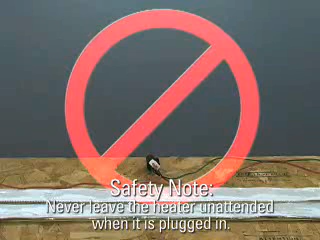 Safety Note:
Never leave the heater unattended
when it is plugged in.